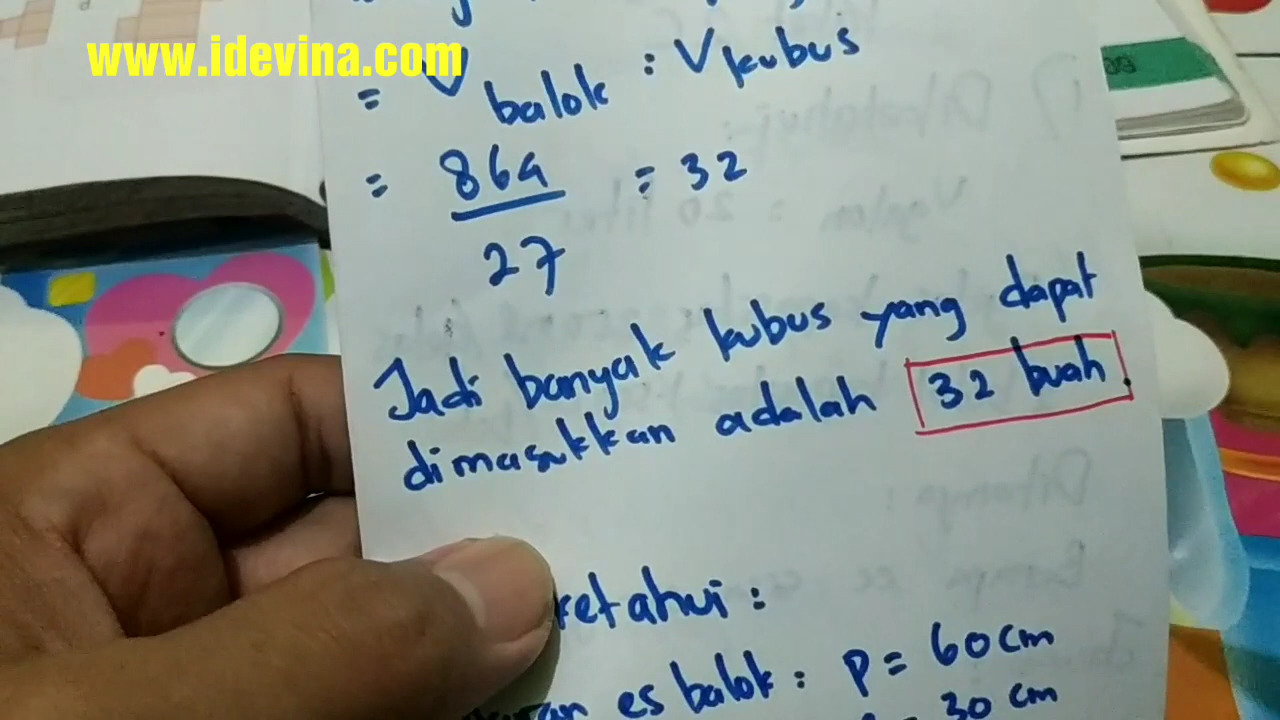 www.idevina.com
= V balok : V kubus
= 864 = 32
27
Jadi banyak kubus yang dapat
dimasukkan adalah 32 buah.
es balok : P = 60 cm
30 cm